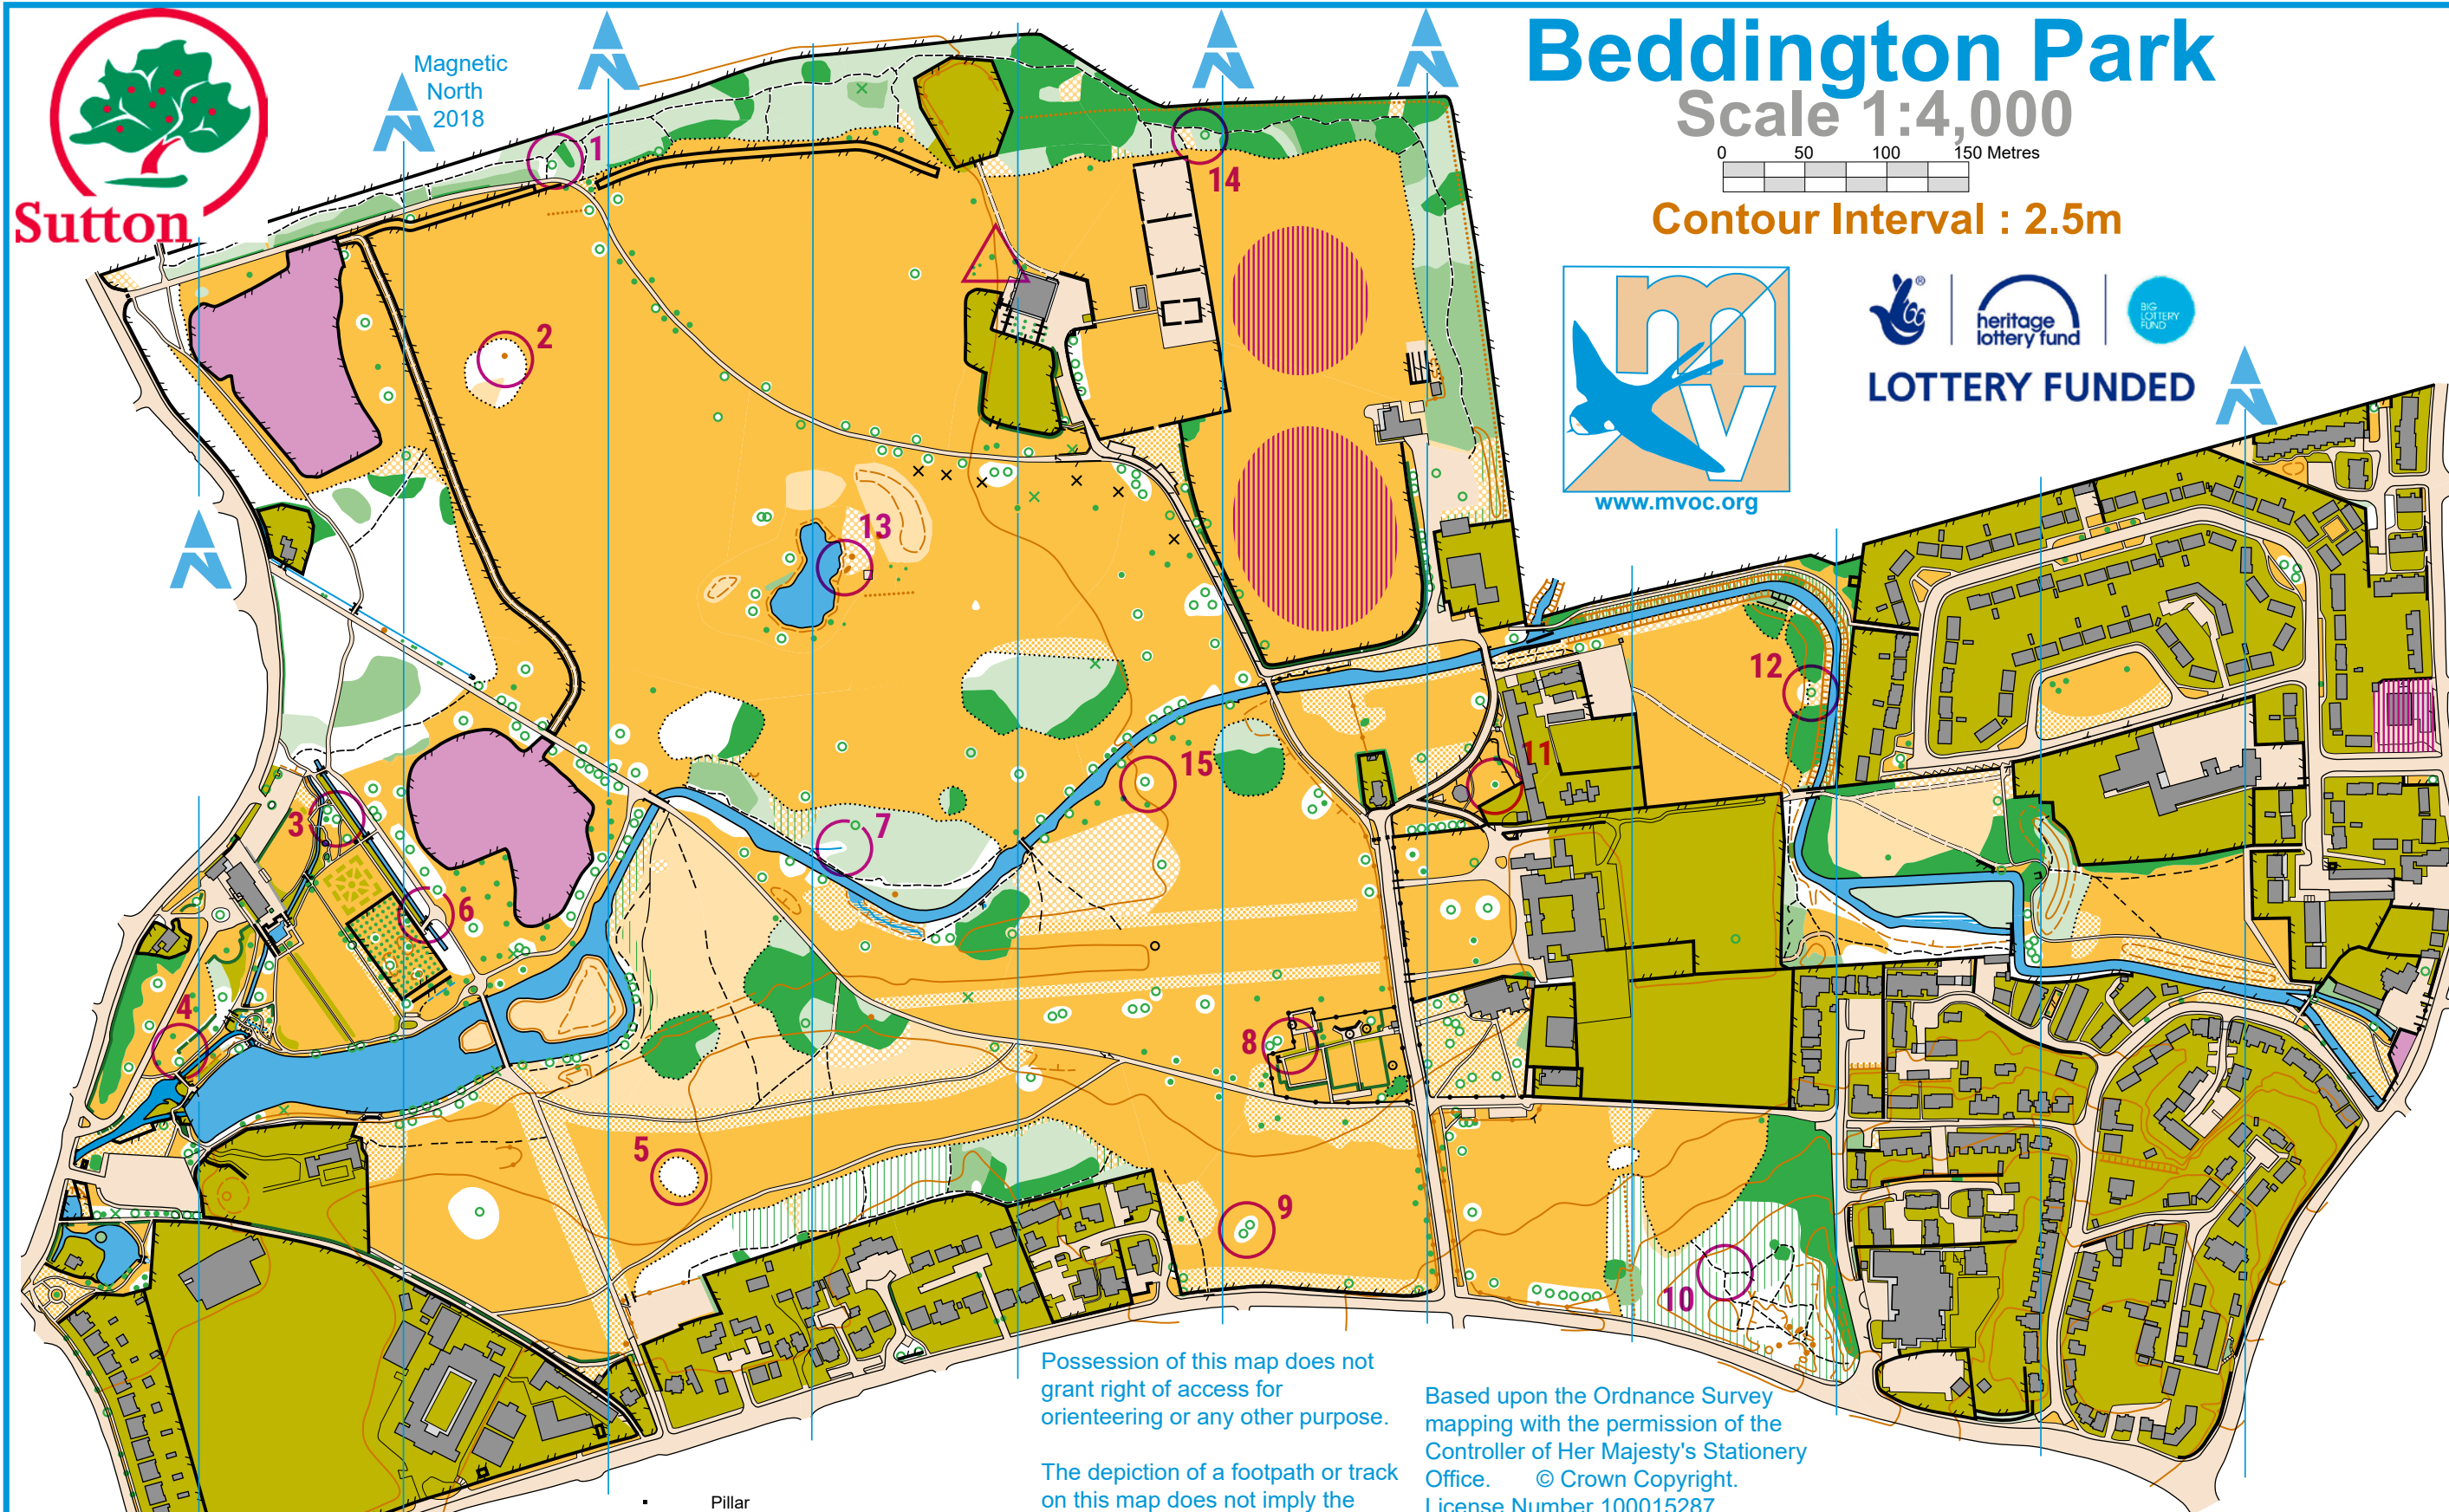 Sutton
Magnetic
North
2018
Beddington Park
Scale 1:4,000
0 50 100 150 Metres
Contour Interval : 2.5m
mv
www.mvoc.org
heritage
lottery fund
BIG
LOTTERY
FUND
LOTTERY FUNDED
1
14
2
13
12
15
11
7
3
6
4
8
5
9
10
Possession of this map does not
grant right of access for
orienteering or any other purpose.
The depiction of a footpath or track
on this map does not imply the
Based upon the Ordnance Survey
mapping with the permission of the
Controller of Her Majesty's Stationery
Office. © Crown Copyright.
License Number 100015287
Pillar